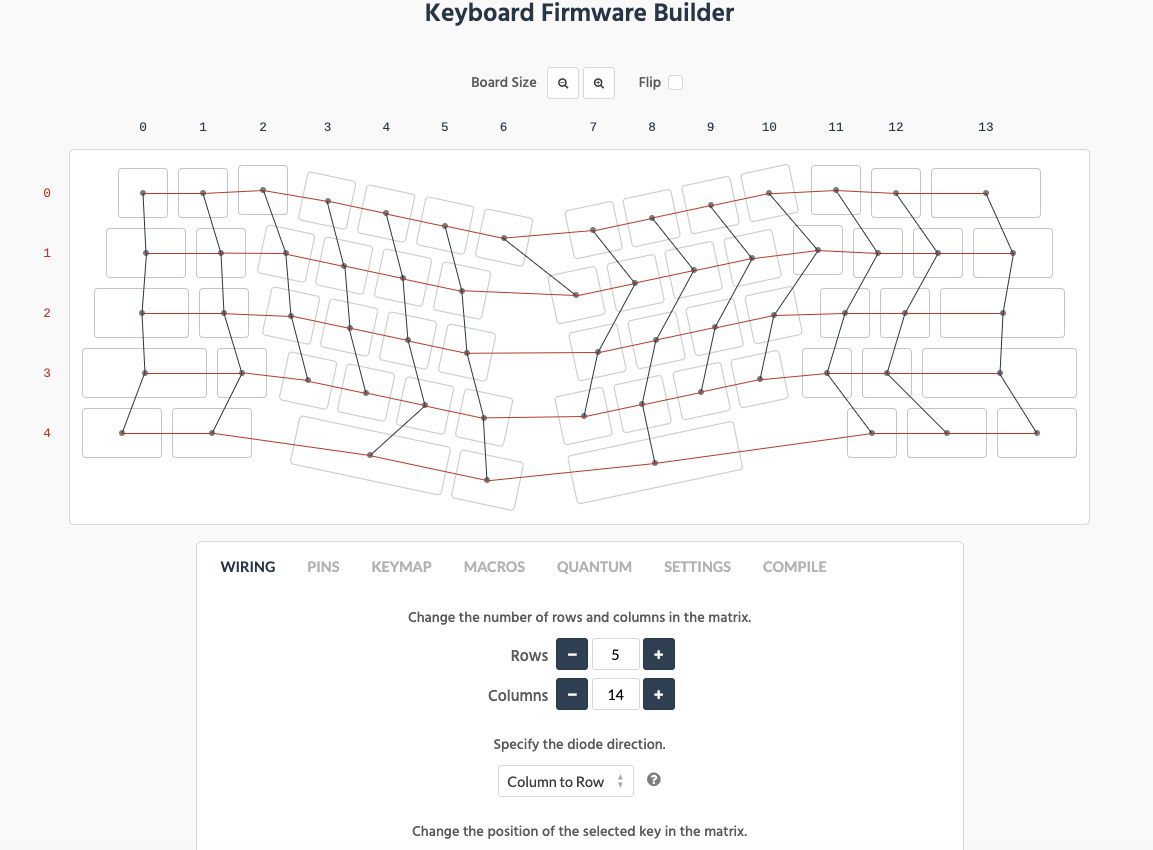 Keyboard Firmware Builder
Board Size Flip
0 1 2 3 4 5 6 7 8 9 10 11 12 13
0
1
2
3
4
WIRING PINS KEYMAP MACROS QUANTUM SETTINGS COMPILE
Change the number of rows and columns in the matrix.
Rows − 5 +
Columns − 14 +
Specify the diode direction.
Column to Row ?
Change the position of the selected key in the matrix.